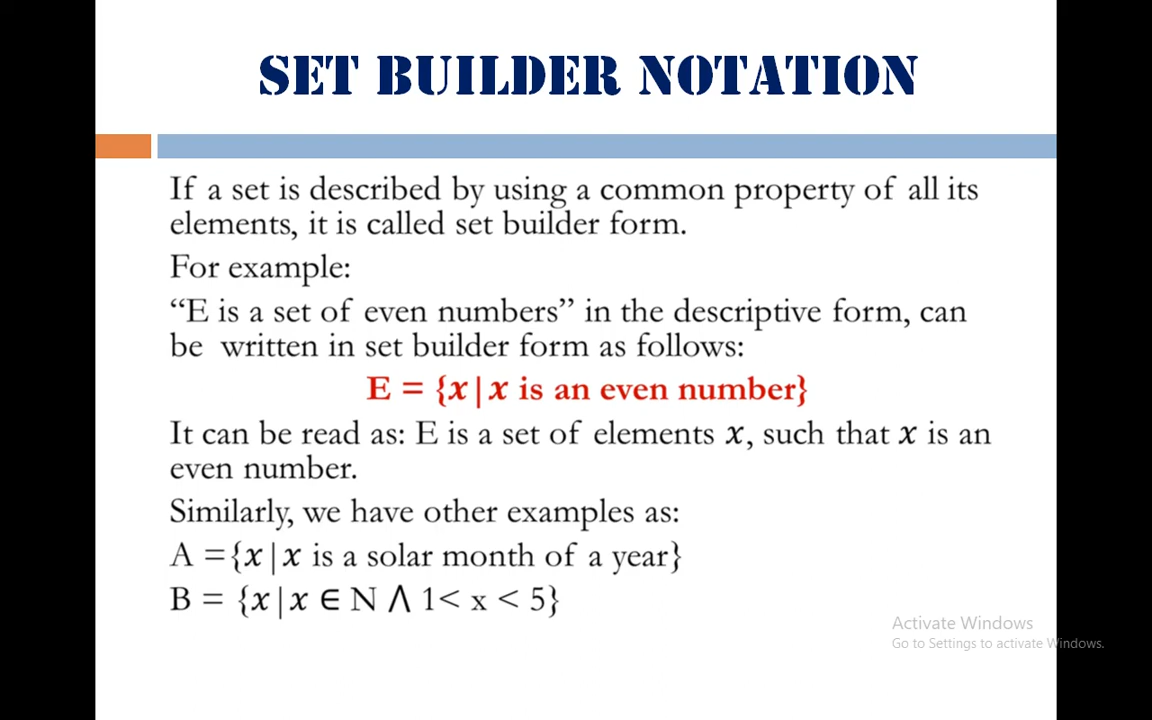 SET BUILDER NOTATION
If a set is described by using a common property of all its
elements, it is called set builder form.
For example:
“E is a set of even numbers” in the descriptive form, can
be written in set builder form as follows:
E = {x|x is an even number}
It can be read as: E is a set of elements x, such that x is an
even number.
Similarly, we have other examples as:
A ={x|x is a solar month of a year}
B = {x|x ∈ N ⋀ 1< x < 5}
Activate Windows
Go to Settings to activate Windows.